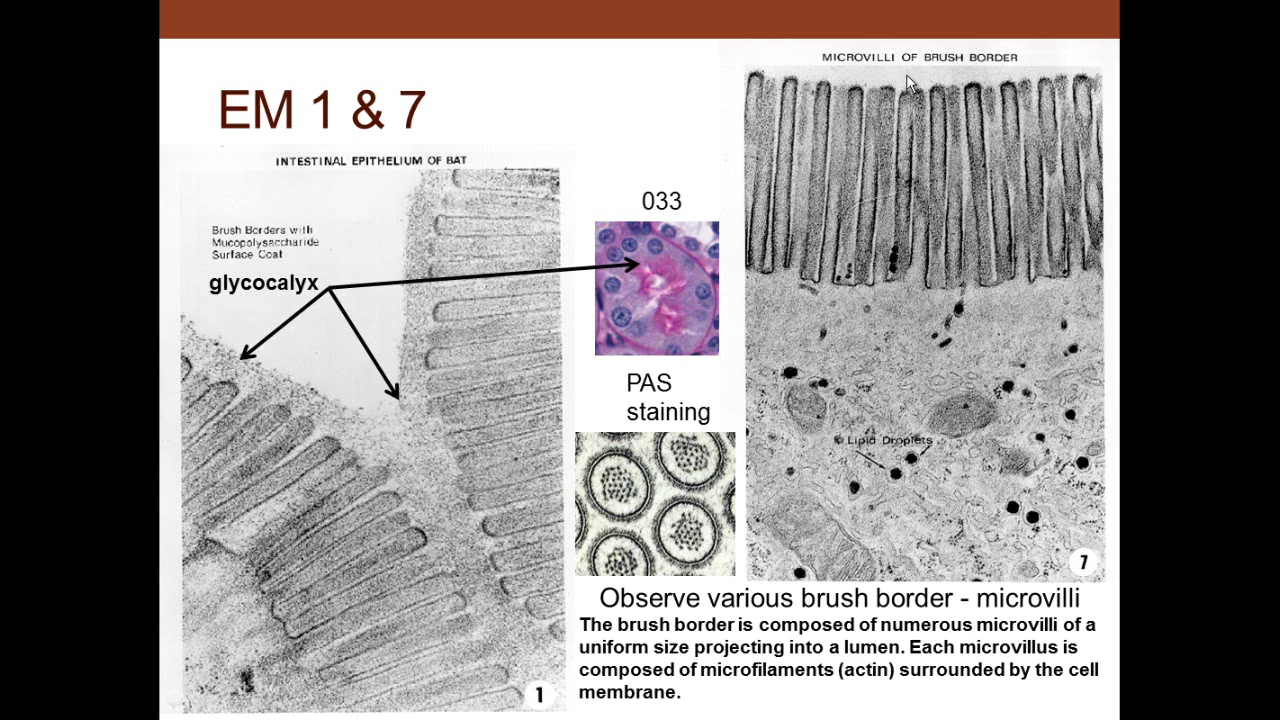 MICROVILLI OF BRUSH BORDER
EM 1 & 7
INTESTINAL EPITHELIUM OF BAT
Brush Borders with
Mucopolysaccharide
Surface Coat
glycocalyx
033
PAS
staining
Lipid Droplets
7
1
Observe various brush border - microvilli
The brush border is composed of numerous microvilli of a
uniform size projecting into a lumen. Each microvillus is
composed of microfilaments (actin) surrounded by the cell
membrane.